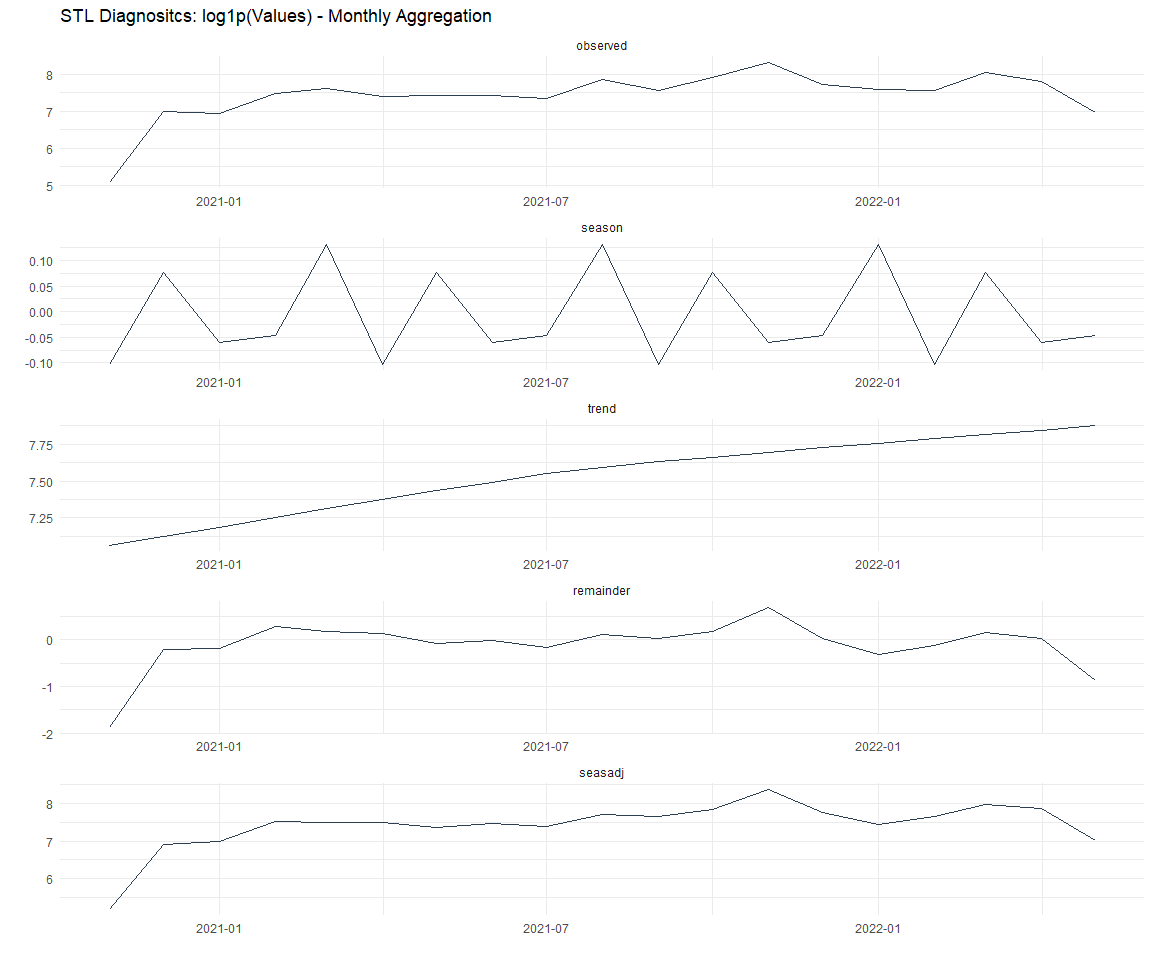 STL Diagnositcs: log1p(Values) - Monthly Aggregation
observed
8
7
6
5
2021-01 2021-07 2022-01
season
0.10
0.05
0.00
-0.05
-0.10
2021-01 2021-07 2022-01
trend
7.75
7.50
7.25
2021-01 2021-07 2022-01
remainder
0
-1
-2
2021-01 2021-07 2022-01
seasadj
8
7
6
2021-01 2021-07 2022-01